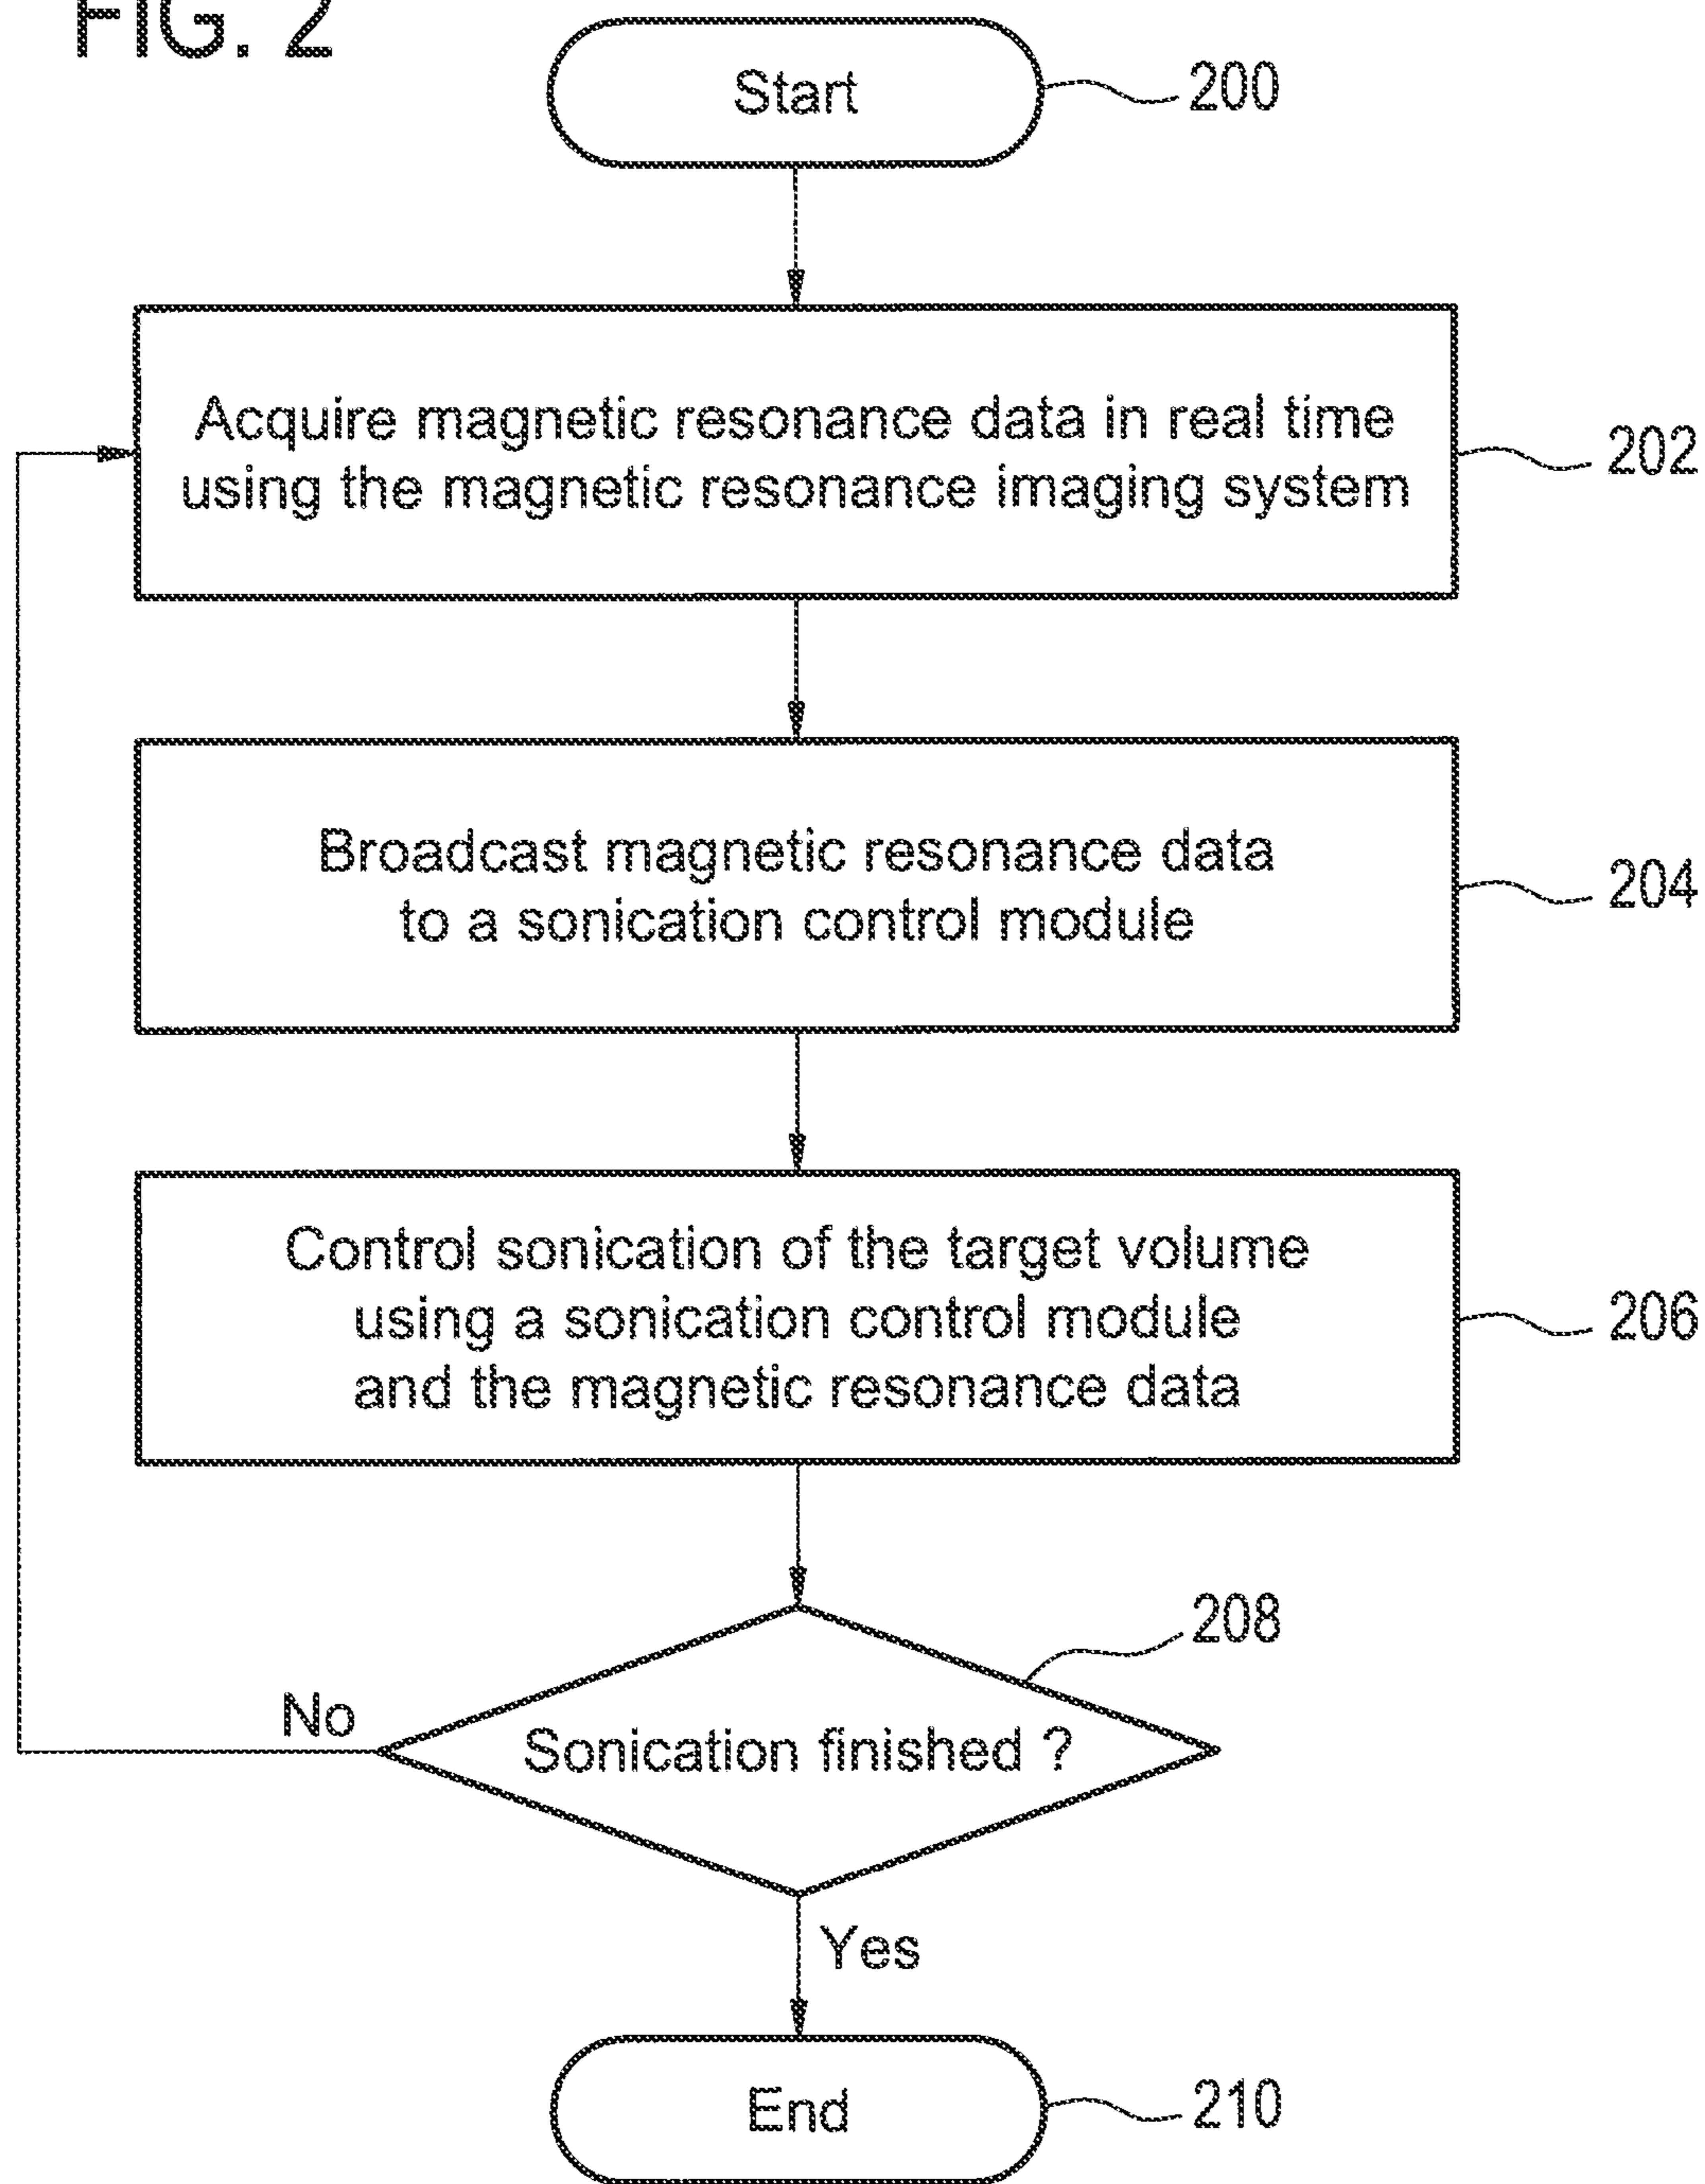 FIG. 2
Start
200
Acquire magnetic resonance data in real time
using the magnetic resonance imaging system
202
Broadcast magnetic resonance data
to a sonication control module
204
Control sonication of the target volume
using a sonication control module
and the magnetic resonance data
206
208
No
Sonication finished ?
Yes
End
210